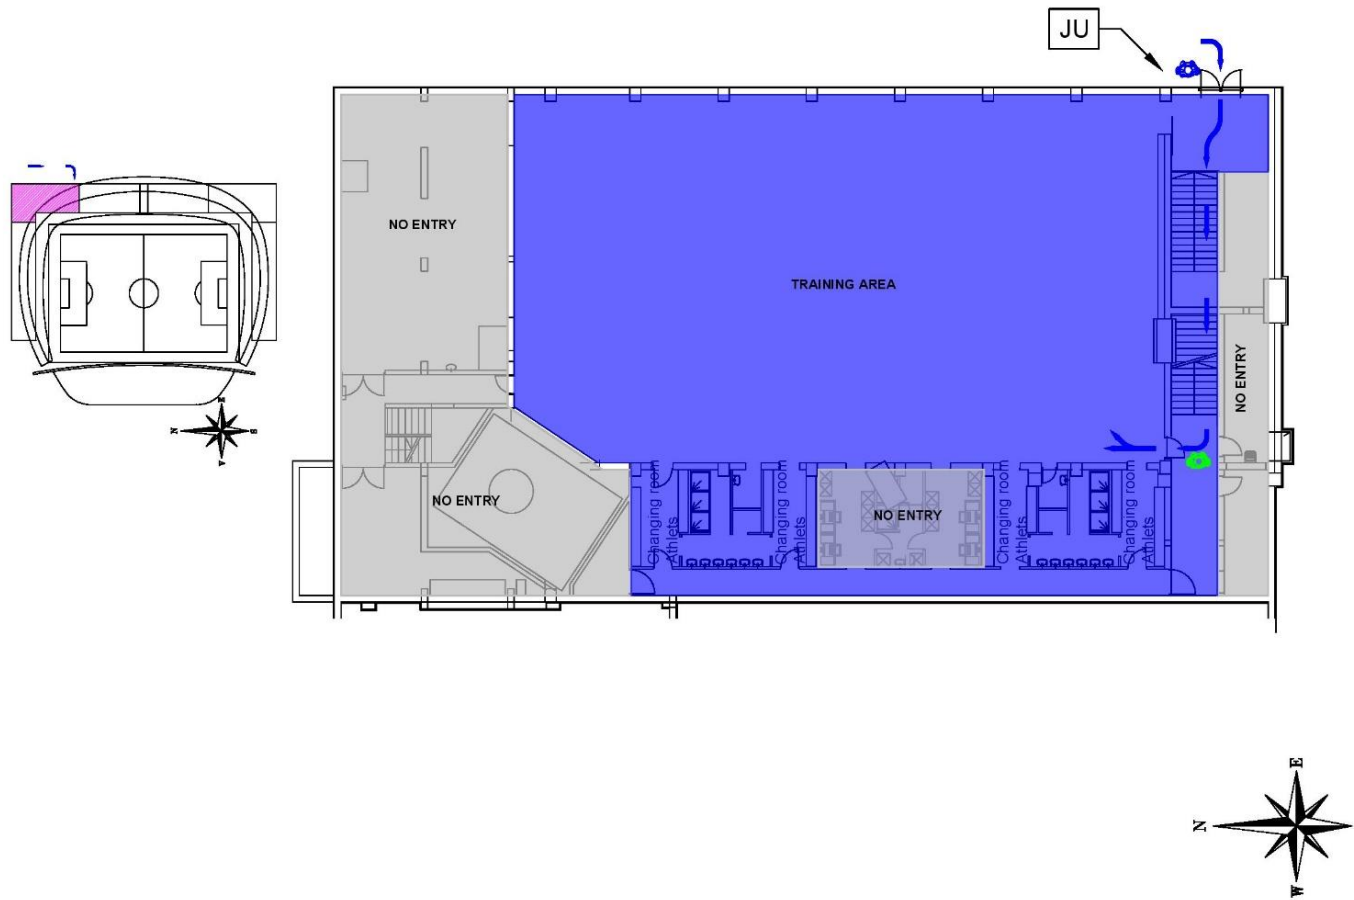 JU
NO ENTRY
TRAINING AREA
NO ENTRY
E
N
S
W
NO ENTRY
NO ENTRY
Changing room
Athlets
Changing room
Athlets
Changing room
Athlets
Changing room
Athlets
E
N
W